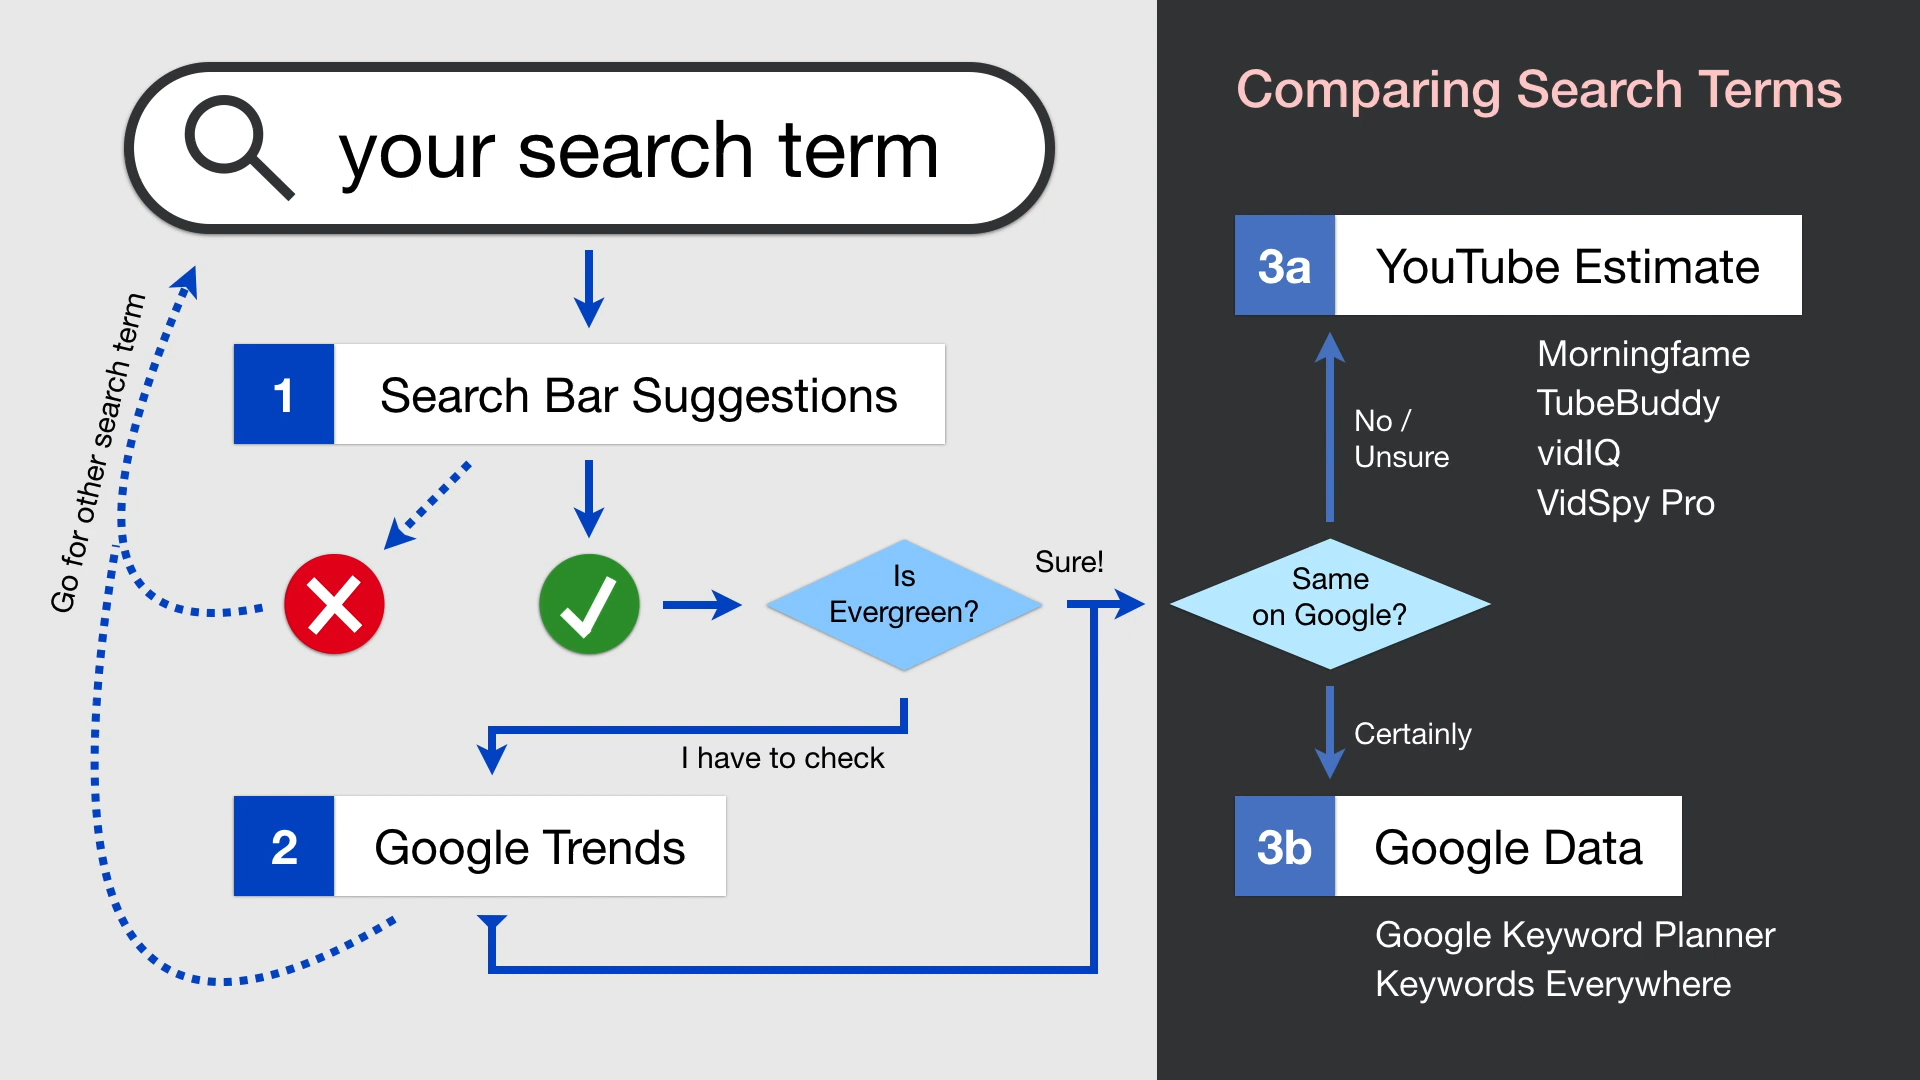 your search term
Comparing Search Terms
Go for other search term
1 Search Bar Suggestions
Is
Evergreen?
Sure!
I have to check
2 Google Trends
3a YouTube Estimate
Morningfame
TubeBuddy
vidIQ
VidSpy Pro
No /
Unsure
Same
on Google?
Certainly
3b Google Data
Google Keyword Planner
Keywords Everywhere